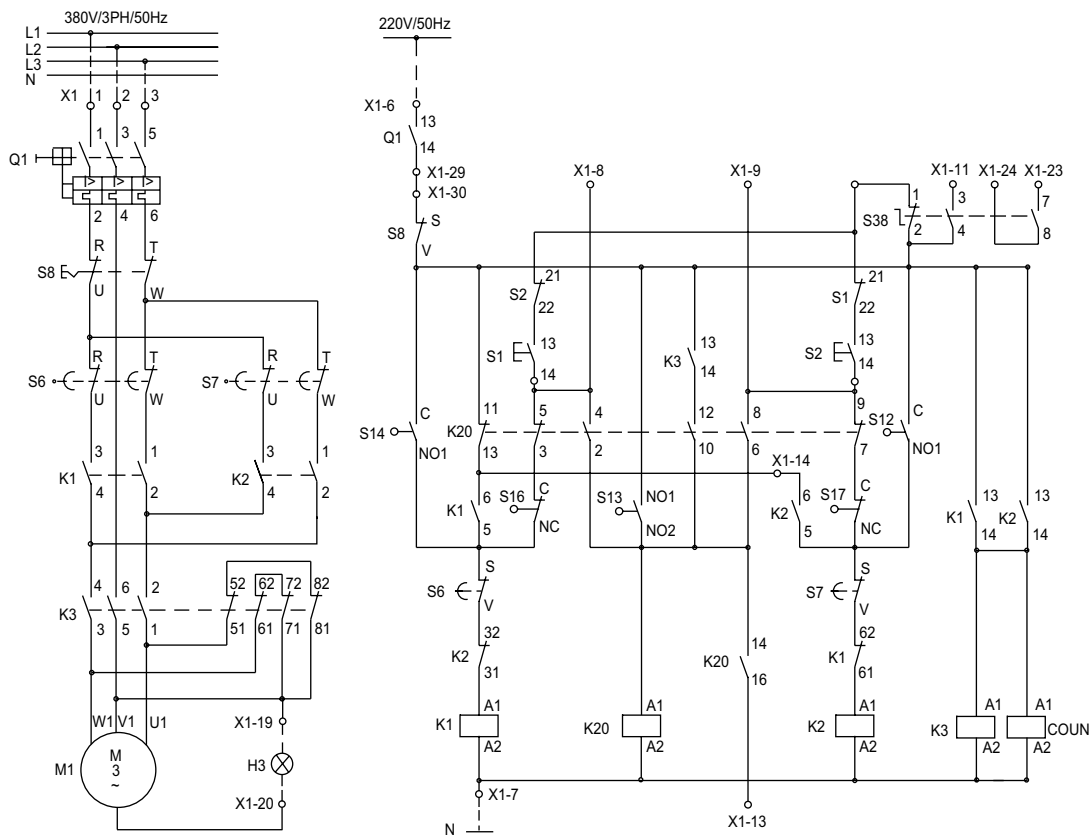 380V/3PH/50Hz
L1
L2
L3
N
X1 1 2 3
1 3 5
Q1
I> I> I>
2 4 6
R T
S8
U W
R T R T
S6 S7
U W U W
3 1 3 1
K1 K2
4 2 4 2
4 6 2 52 62 72 82
K3
3 5 1 51 61 71 81
W1 V1 U1
X1-19
M1
M
3
~
H3
X1-20
220V/50Hz
X1-6
13
Q1
14
X1-29
X1-30
S
S8
V
X1-8 X1-9 X1-11 X1-24 X1-23
1 3 7
S38
2 4 8
21 21
S2 S1
22 22
13 13 13
S1 K3 S2
14 14 14
C 11 5 4 12 8 9 S12 C
S14 K20
NO1 13 3 2 10 6 7 NO1
X1-14
6 C NO1 6 S17 C 13 13
K1 S16 S13 K2 K1 K2
5 NC NO2 5 NC 14 14
S S
S6 S7
V V
32 14 62
K2 K20 K1
31 16 61
A1 A1 A1 A1 A1
K1 K20 K2 K3 COUN
A2 A2 A2 A2 A2
X1-7
N
X1-13